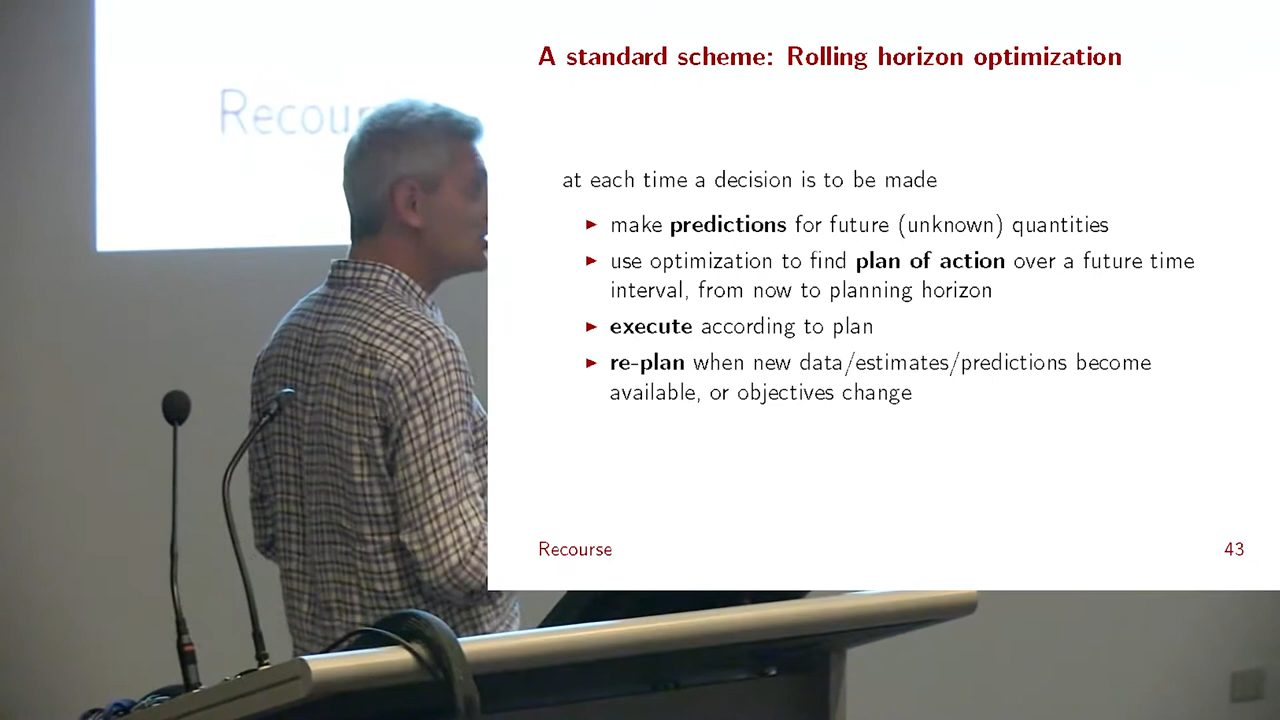 A standard scheme: Rolling horizon optimization
at each time a decision is to be made
▶ make predictions for future (unknown) quantities
▶ use optimization to find plan of action over a future time
interval, from now to planning horizon
▶ execute according to plan
▶ re-plan when new data/estimates/predictions become
available, or objectives change
Recourse
43